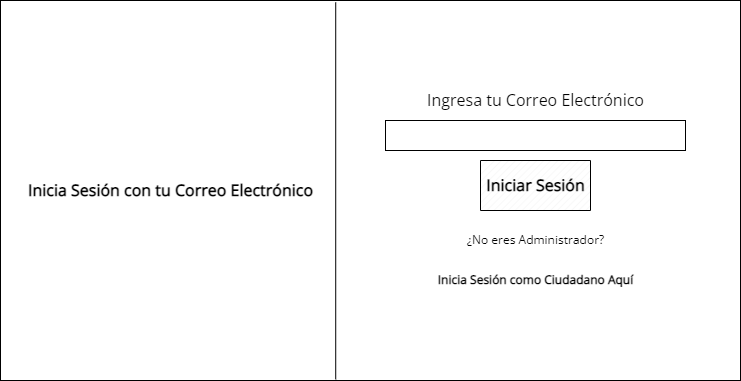 Inicia Sesión con tu Correo Electrónico
Ingresa tu Correo Electrónico
Iniciar Sesión
¿No eres Administrador?
Inicia Sesión como Ciudadano Aquí